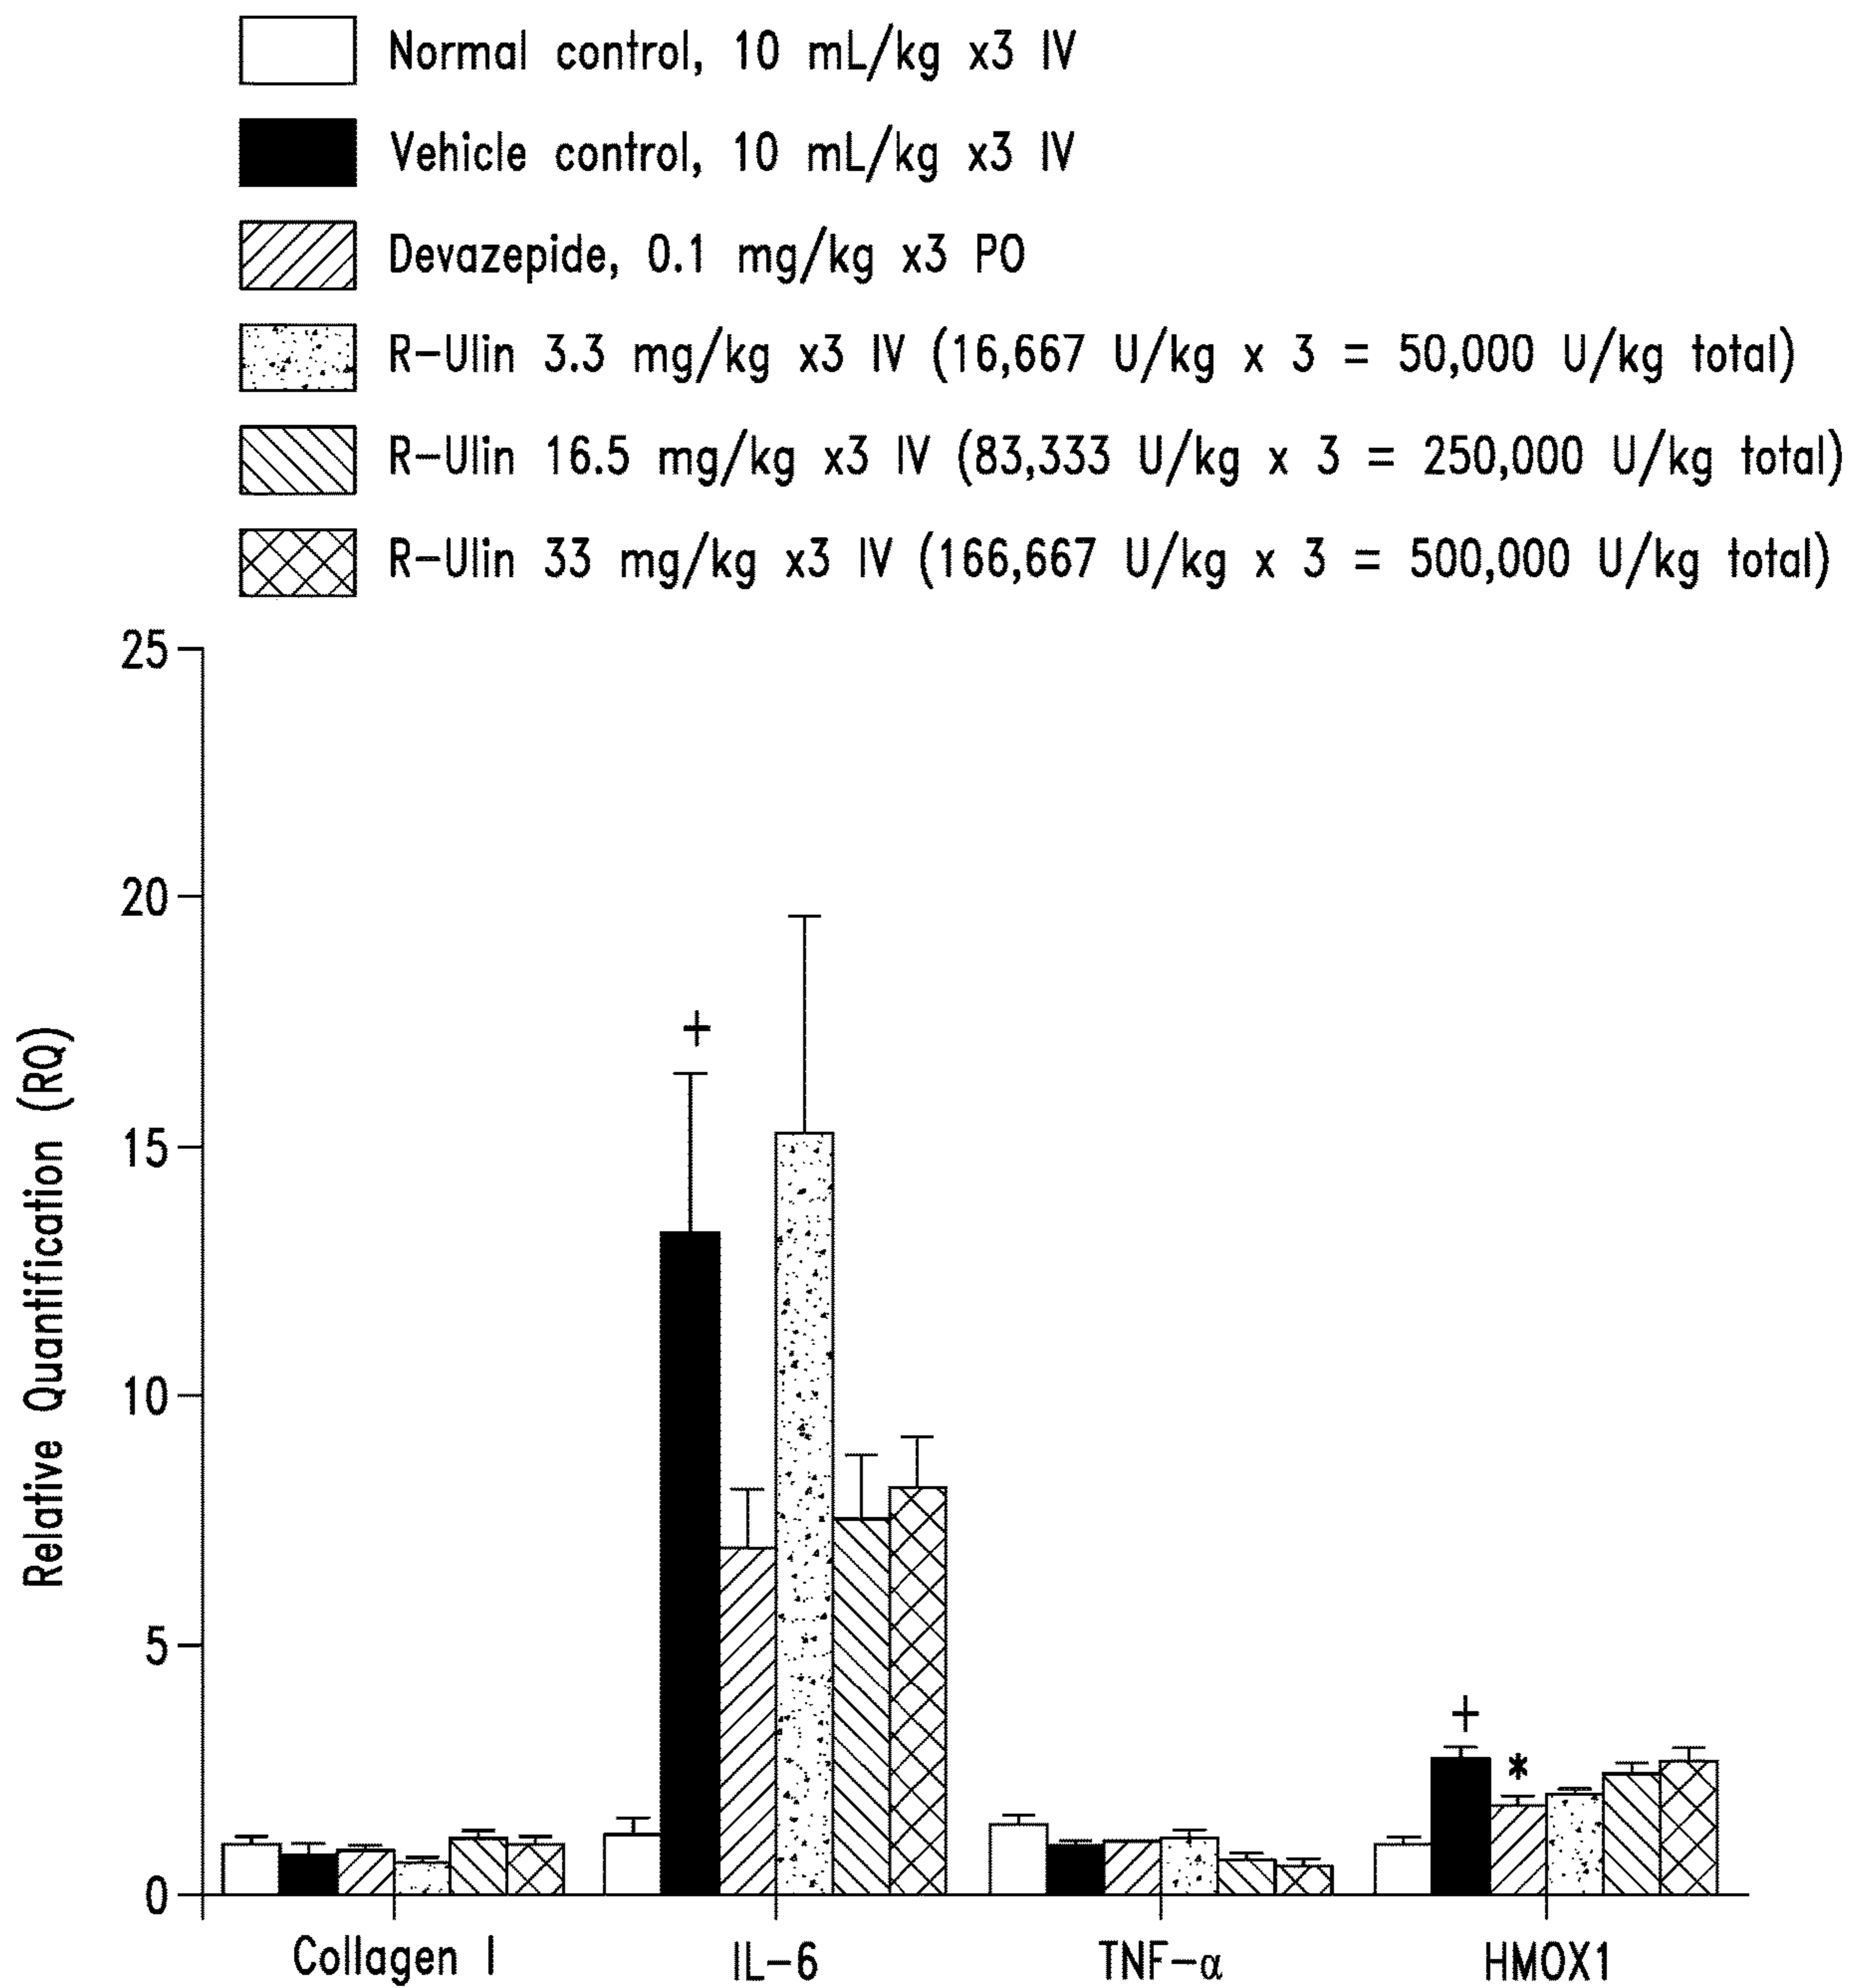 Normal control, 10 mL/kg x3 IV
Vehicle control, 10 mL/kg x3 IV
Devazepide, 0.1 mg/kg x3 PO
R-Ulin 3.3 mg/kg x3 IV (16,667 U/kg x 3 = 50,000 U/kg total)
R-Ulin 16.5 mg/kg x3 IV (83,333 U/kg x 3 = 250,000 U/kg total)
R-Ulin 33 mg/kg x3 IV (166,667 U/kg x 3 = 500,000 U/kg total)
Relative Quantification (RQ)
25
20
15
10
5
0
+
+
*
Collagen I
IL-6
TNF-α
HMOX1